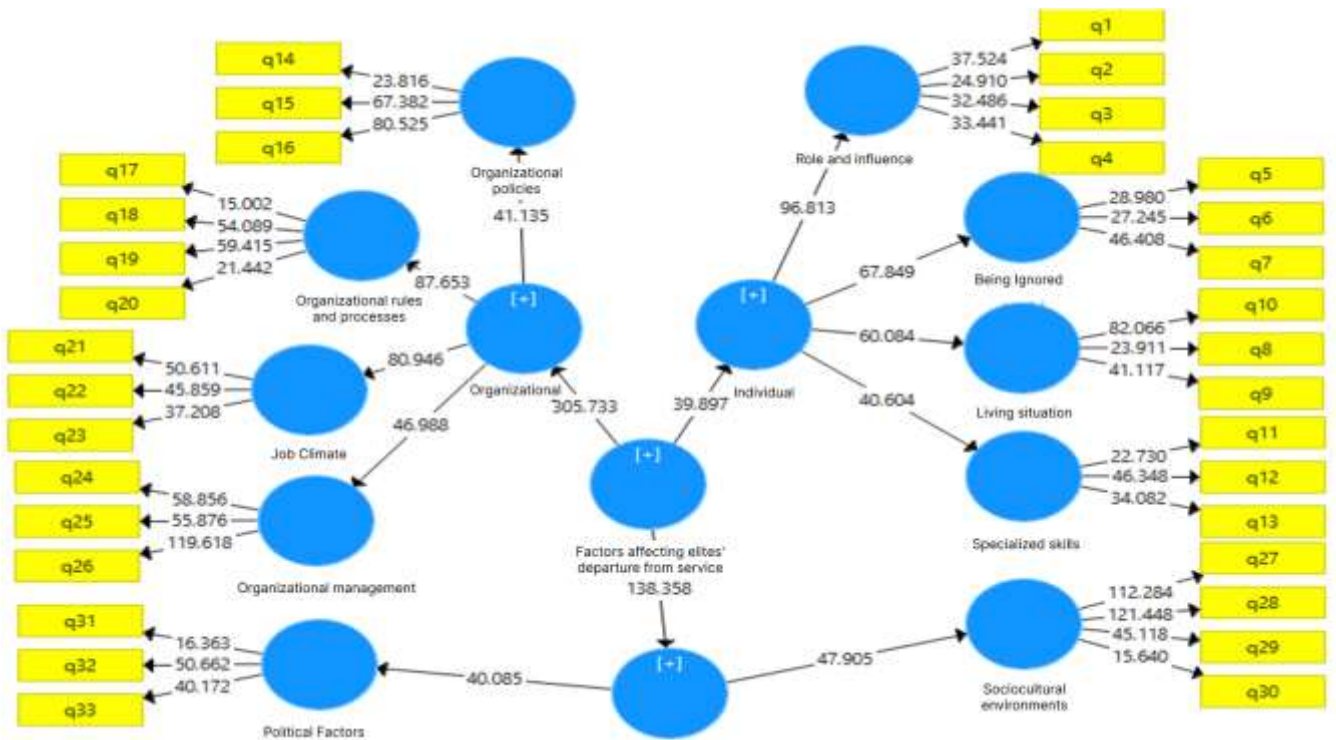 q1
q14
37.524
q2
23.816
24.910
q15
67.382
32.486
q3
80.525
33.441
q16
q4
Role and influence
q17
Organizational
policies
q5
15.002
28.980
q18
54.089
41.135
96.813
27.245
q6
59.415
46.408
q19
21.442
q7
67.849
Being Ignored
q20
Organizational rules
and processes
87.653
[+]
[+]
q10
82.066
q21
60.084
23.911
q8
50.611
80.946
41.117
q22
45.859
Organizational
Individual
q9
37.208
305.733
39.897
40.604
Living situation
q23
46.988
q11
Job Climate
22.730
q24
[+]
46.348
q12
58.856
34.082
q25
55.876
q13
119.618
Factors affecting elites'
departure from service
Specialized skills
q26
q27
Organizational management
138.358
112.284
q31
q28
121.448
16.363
45.118
q32
50.662
[+]
47.905
15.640
q29
40.172
40.085
q33
Sociocultural
environments
q30
Political Factors